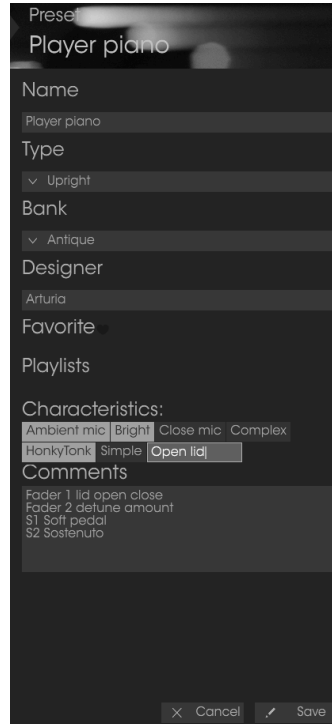 Preset
Player piano
Name
Player piano
Type
Upright
Bank
Antique
Designer
Arturia
Favorite
Playlists
Characteristics:
Ambient mic Bright Close mic Complex
HonkyTonk Simple Open lid
Comments
Fader 1 lid open close
Fader 2 detune amount
S1 Soft pedal
S2 Sostenuto
Cancel Save